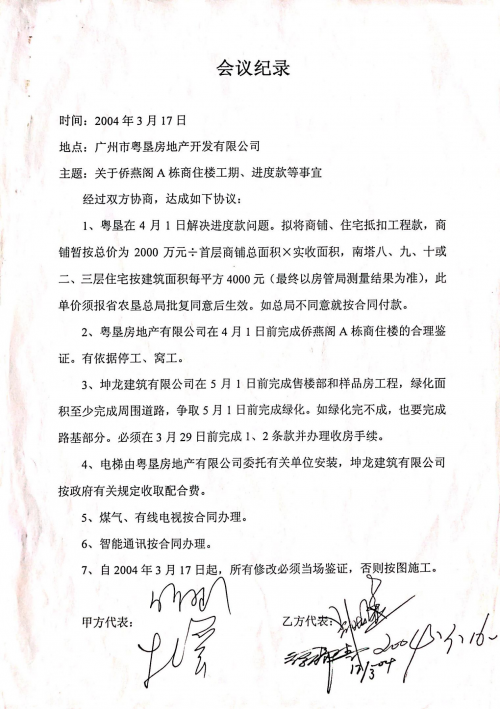 会议纪录
时间：2004 年 3 月 17 日
地点：广州市粤垦房地产开发有限公司
主题：关于侨燕阁 A 栋商住楼工期、进度款等事宜
经过双方协商，达成如下协议：
1、粤垦在 4 月 1 日解决进度款问题。拟将商铺、住宅抵扣工程款，商
铺暂按总价为 2000 万元÷首层商铺总面积×实收面积，南塔八、九、十或
二、三层住宅按建筑面积每平方 4000 元（最终以房管局测量结果为准），此
单价须报省农垦总局批复同意后生效。如总局不同意就按合同付款。
2、粤垦房地产有限公司在 4 月 1 日前完成侨燕阁 A 栋商住楼的合理鉴
证。有依据停工、窝工。
3、坤龙建筑有限公司在 5 月 1 日前完成售楼部和样品房工程，绿化面
积至少完成周围道路，争取 5 月 1 日前完成绿化。如绿化完不成，也要完成
路基部分。必须在 3 月 29 日前完成 1、2 条款并办理收房手续。
4、电梯由粤垦房地产有限公司委托有关单位安装，坤龙建筑有限公司
按政府有关规定收取配合费。
5、煤气、有线电视按合同办理。
6、智能通讯按合同办理。
7、自 2004 年 3 月 17 日起，所有修改必须当场鉴证，否则按图施工。
甲方代表：
乙方代表：